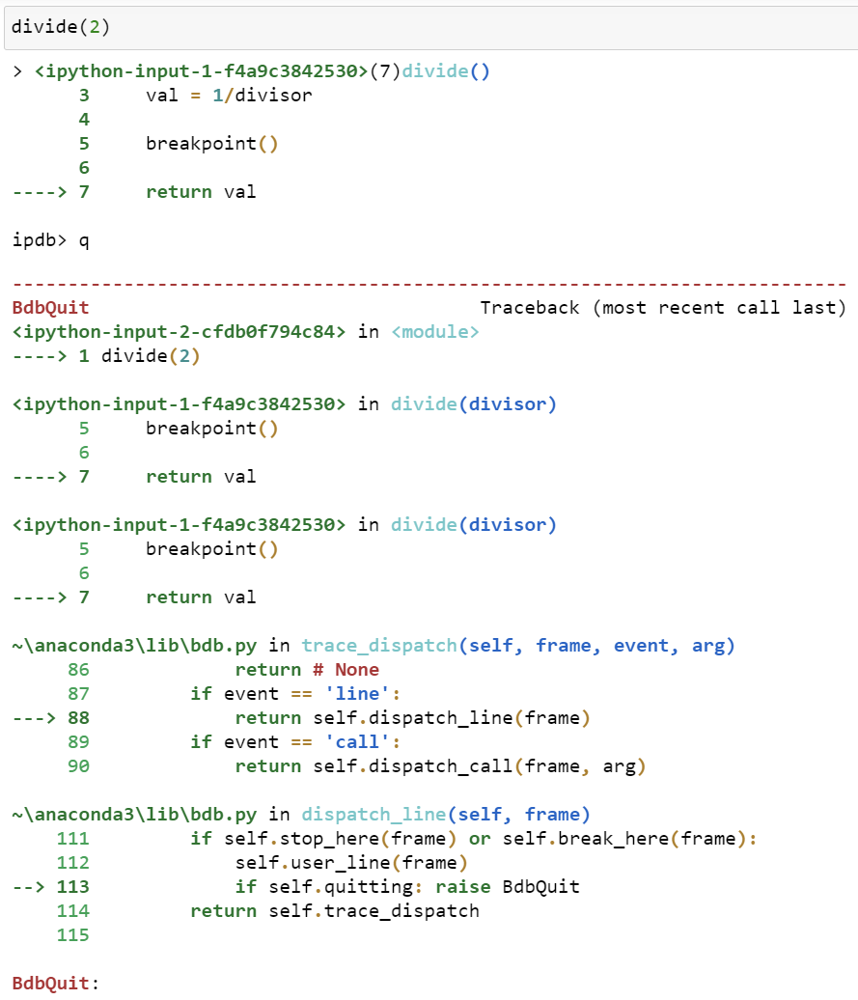 divide(2)
> <ipython-input-1-f4a9c3842530>(7)divide()
      3     val = 1/divisor
      4
      5     breakpoint()
      6
----> 7     return val
ipdb> q
---------------------------------------------------------------------------
BdbQuit                                   Traceback (most recent call last)
<ipython-input-2-cfdb0f794c84> in <module>
----> 1 divide(2)
<ipython-input-1-f4a9c3842530> in divide(divisor)
      5     breakpoint()
      6
----> 7     return val
<ipython-input-1-f4a9c3842530> in divide(divisor)
      5     breakpoint()
      6
----> 7     return val
~\anaconda3\lib\bdb.py in trace_dispatch(self, frame, event, arg)
     86             return # None
     87         if event == 'line':
---> 88             return self.dispatch_line(frame)
     89         if event == 'call':
     90             return self.dispatch_call(frame, arg)
~\anaconda3\lib\bdb.py in dispatch_line(self, frame)
    111         if self.stop_here(frame) or self.break_here(frame):
    112             self.user_line(frame)
--> 113             if self.quitting: raise BdbQuit
    114         return self.trace_dispatch
    115
BdbQuit: